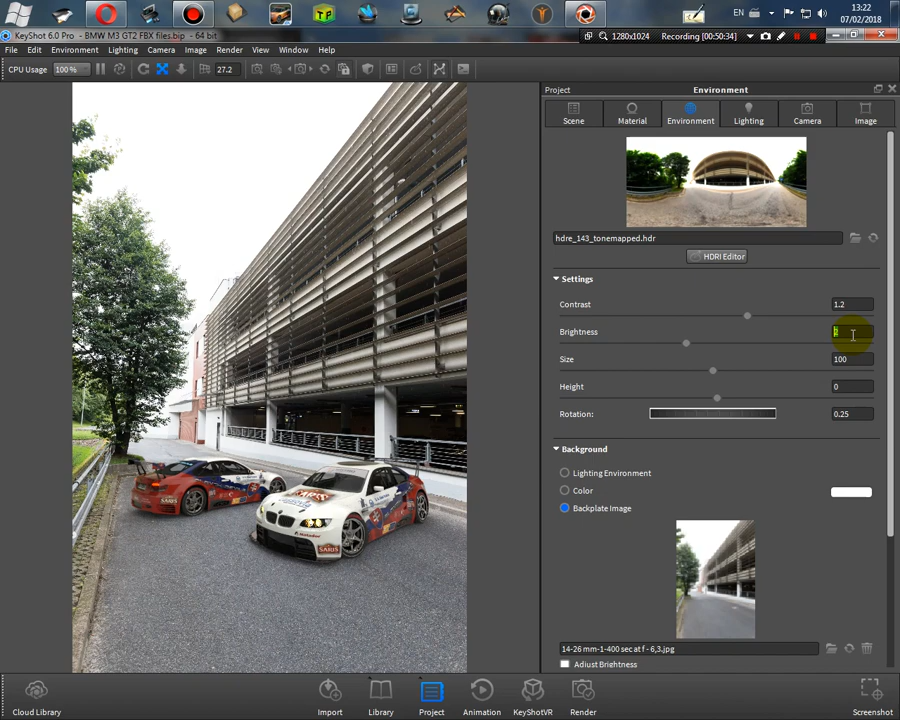 EN
13:22
07/02/2018
KeyShot 6.0 Pro - BMW M3 GT2 FBX files.bip - 64 bit
1280x1024
Recording [00:50:34]
File
Edit
Environment
Lighting
Camera
Image
Render
View
Window
Help
CPU Usage
100 %
27.2
Project
Environment
Scene
Material
Environment
Lighting
Camera
Image
hdre_143_tonemapped.hdr
HDRI Editor
Settings
Contrast
1.2
Brightness
Size
100
Height
0
Rotation:
0.25
Background
Lighting Environment
Color
Backplate Image
14-26 mm-1-400 sec at f - 6,3.jpg
Adjust Brightness
SARIS
SARIS
Cloud Library
Import
Library
Project
Animation
KeyShotVR
Render
Screenshot